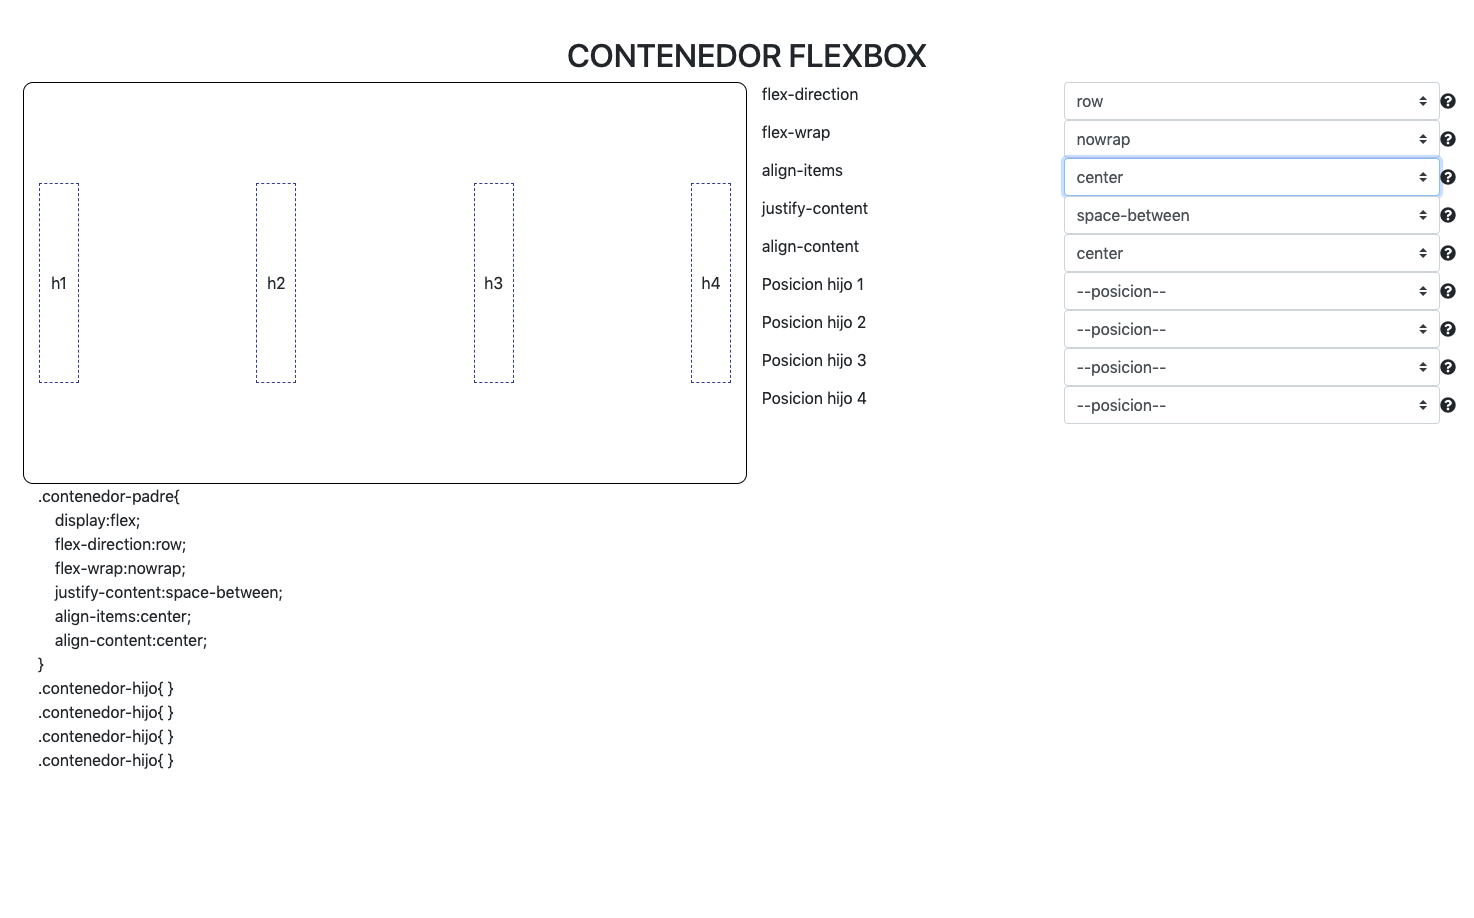 CONTENEDOR FLEXBOX
h1 h2 h3 h4
flex-direction row
flex-wrap nowrap
align-items center
justify-content space-between
align-content center
Posicion hijo 1 --posicion--
Posicion hijo 2 --posicion--
Posicion hijo 3 --posicion--
Posicion hijo 4 --posicion--
.contenedor-padre{
display:flex;
flex-direction:row;
flex-wrap:nowrap;
justify-content:space-between;
align-items:center;
align-content:center;
}
.contenedor-hijo{ }
.contenedor-hijo{ }
.contenedor-hijo{ }
.contenedor-hijo{ }